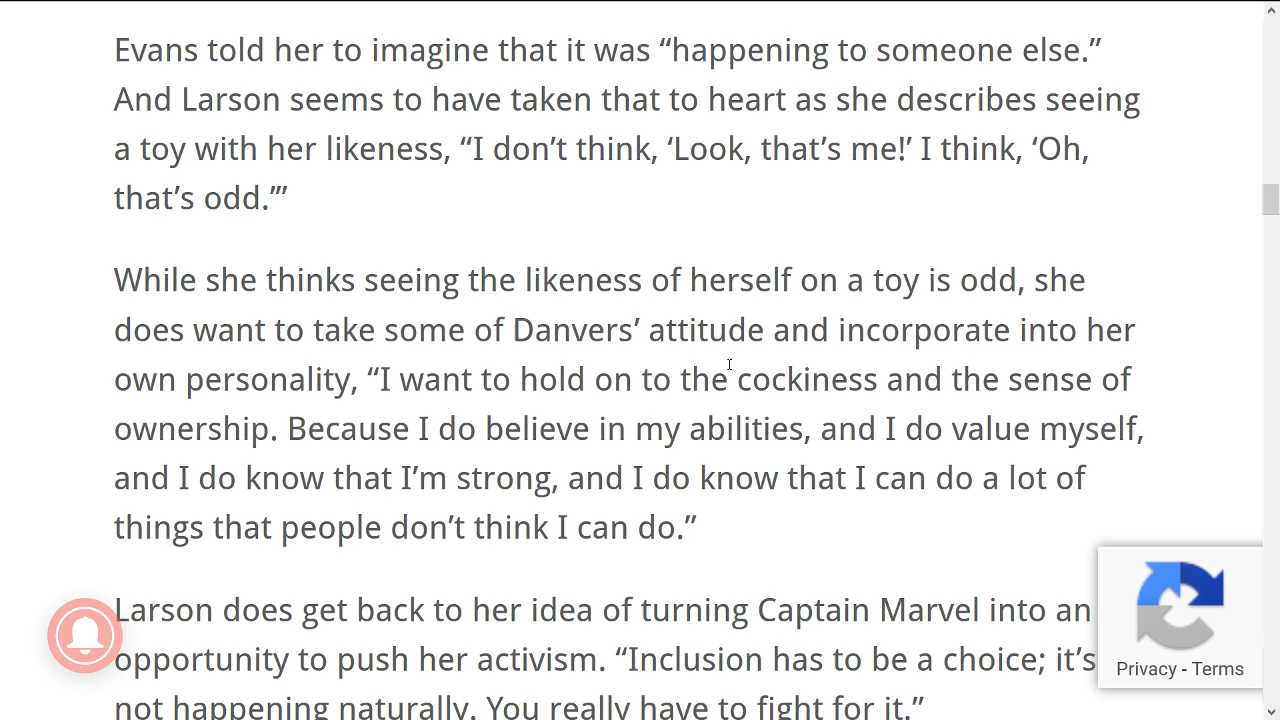 Evans told her to imagine that it was “happening to someone else.”
And Larson seems to have taken that to heart as she describes seeing
a toy with her likeness, “I don’t think, ‘Look, that’s me!’ I think, ‘Oh,
that’s odd.’”
While she thinks seeing the likeness of herself on a toy is odd, she
does want to take some of Danvers’ attitude and incorporate into her
own personality, “I want to hold on to the cockiness and the sense of
ownership. Because I do believe in my abilities, and I do value myself,
and I do know that I’m strong, and I do know that I can do a lot of
things that people don’t think I can do.”
Larson does get back to her idea of turning Captain Marvel into an
opportunity to push her activism. “Inclusion has to be a choice; it’s
not happening naturally. You really have to fight for it.”
Privacy - Terms